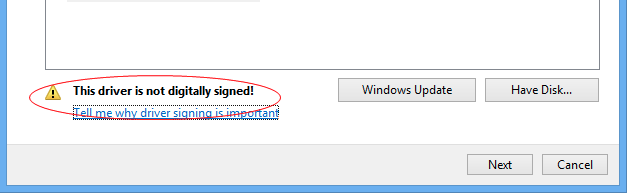 This driver is not digitally signed!
Windows Update
Have Disk...
Tell me why driver signing is important
Next
Cancel